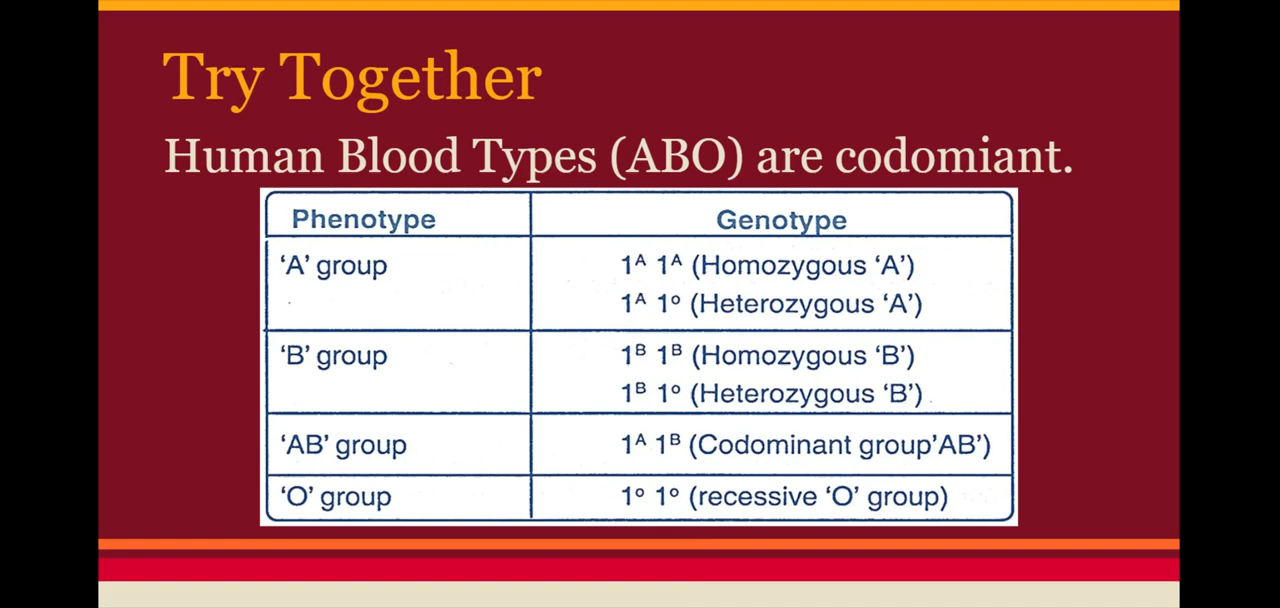 Try Together
Human Blood Types (ABO) are codomiant.
Phenotype Genotype
‘A’ group 1ᴬ 1ᴬ (Homozygous ‘A’)
1ᴬ 1ᵒ (Heterozygous ‘A’)
‘B’ group 1ᴮ 1ᴮ (Homozygous ‘B’)
1ᴮ 1ᵒ (Heterozygous ‘B’)
‘AB’ group 1ᴬ 1ᴮ (Codominant group’AB’)
‘O’ group 1ᵒ 1ᵒ (recessive ‘O’ group)